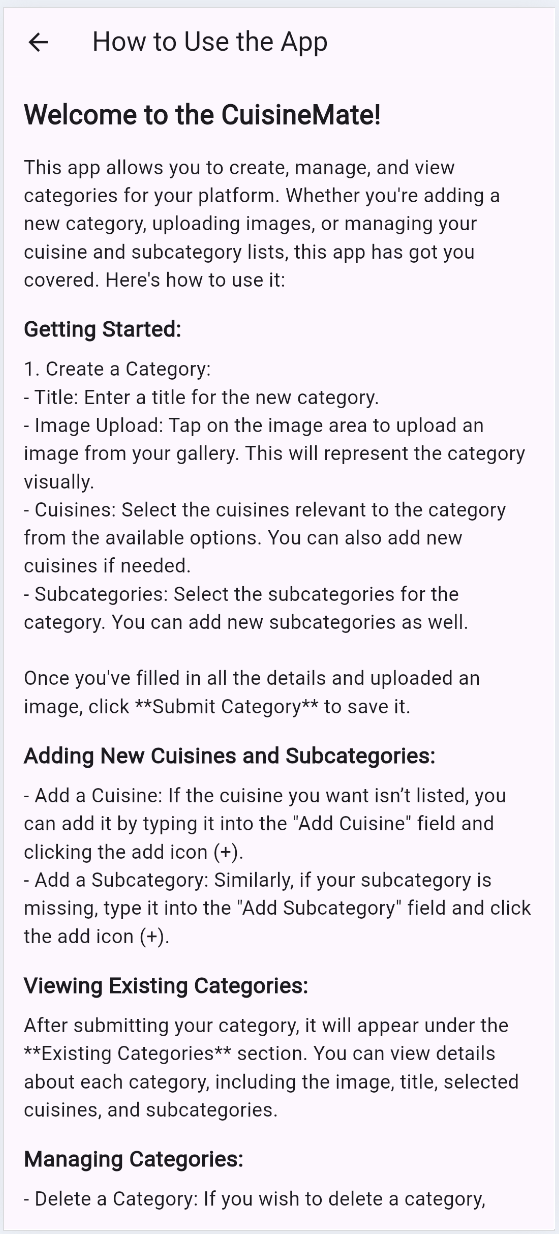 How to Use the App
Welcome to the CuisineMate!
This app allows you to create, manage, and view
categories for your platform. Whether you're adding a
new category, uploading images, or managing your
cuisine and subcategory lists, this app has got you
covered. Here's how to use it:
Getting Started:
1. Create a Category:
- Title: Enter a title for the new category.
- Image Upload: Tap on the image area to upload an
image from your gallery. This will represent the category
visually.
- Cuisines: Select the cuisines relevant to the category
from the available options. You can also add new
cuisines if needed.
- Subcategories: Select the subcategories for the
category. You can add new subcategories as well.
Once you've filled in all the details and uploaded an
image, click **Submit Category** to save it.
Adding New Cuisines and Subcategories:
- Add a Cuisine: If the cuisine you want isn’t listed, you
can add it by typing it into the "Add Cuisine" field and
clicking the add icon (+).
- Add a Subcategory: Similarly, if your subcategory is
missing, type it into the "Add Subcategory" field and click
the add icon (+).
Viewing Existing Categories:
After submitting your category, it will appear under the
**Existing Categories** section. You can view details
about each category, including the image, title, selected
cuisines, and subcategories.
Managing Categories:
- Delete a Category: If you wish to delete a category,